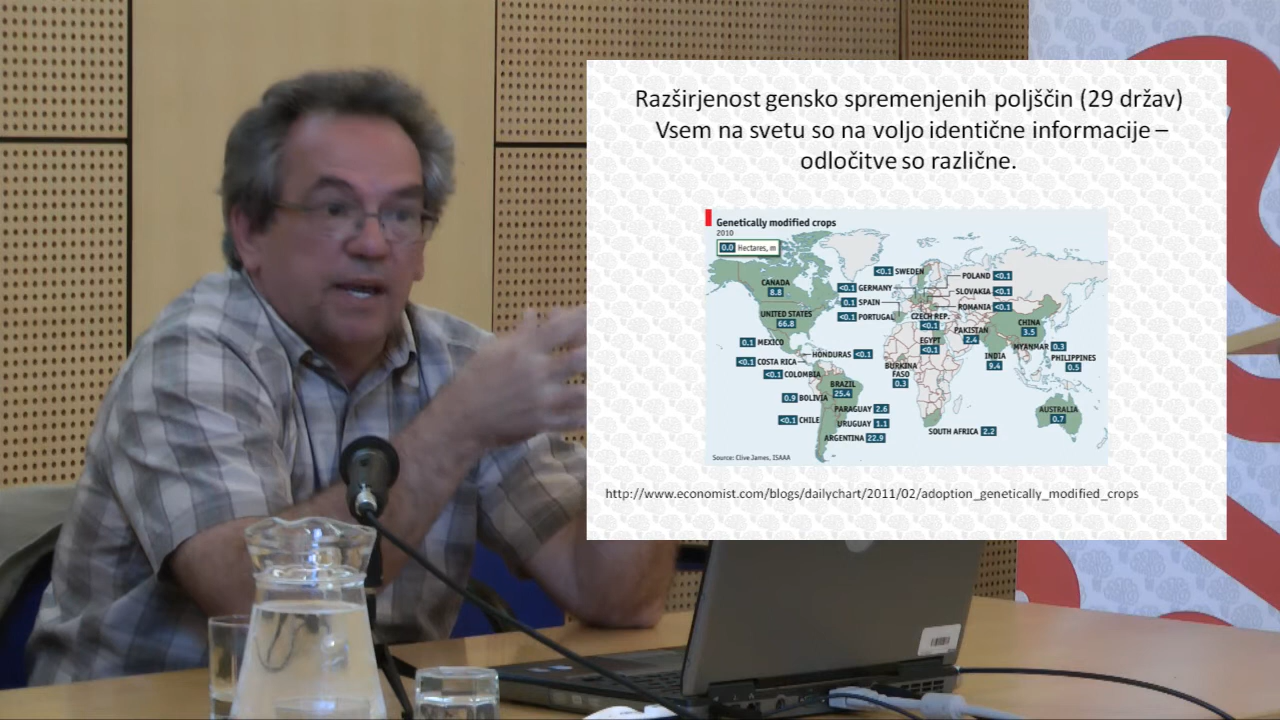 Razširjenost gensko spremenjenih poljščin (29 držav)
Vsem na svetu so na voljo identične informacije –
odločitve so različne.
Genetically modified crops
2010
0.0 Hectares, m
CANADA
8.8
UNITED STATES
66.8
0.1 MEXICO
<0.1 COSTA RICA
HONDURAS <0.1
<0.1 COLOMBIA
0.9 BOLIVIA
BRAZIL
25.4
<0.1 CHILE
PARAGUAY 2.6
URUGUAY 1.1
ARGENTINA 22.9
<0.1 SWEDEN
<0.1 GERMANY
0.1 SPAIN
<0.1 PORTUGAL
POLAND <0.1
SLOVAKIA <0.1
ROMANIA <0.1
CZECH REP.
<0.1
EGYPT
<0.1
BURKINA
FASO
0.3
SOUTH AFRICA 2.2
PAKISTAN
2.4
INDIA
9.4
CHINA
3.5
MYANMAR 0.3
PHILIPPINES
0.5
AUSTRALIA
0.7
Source: Clive James, ISAAA
http://www.economist.com/blogs/dailychart/2011/02/adoption_genetically_modified_crops